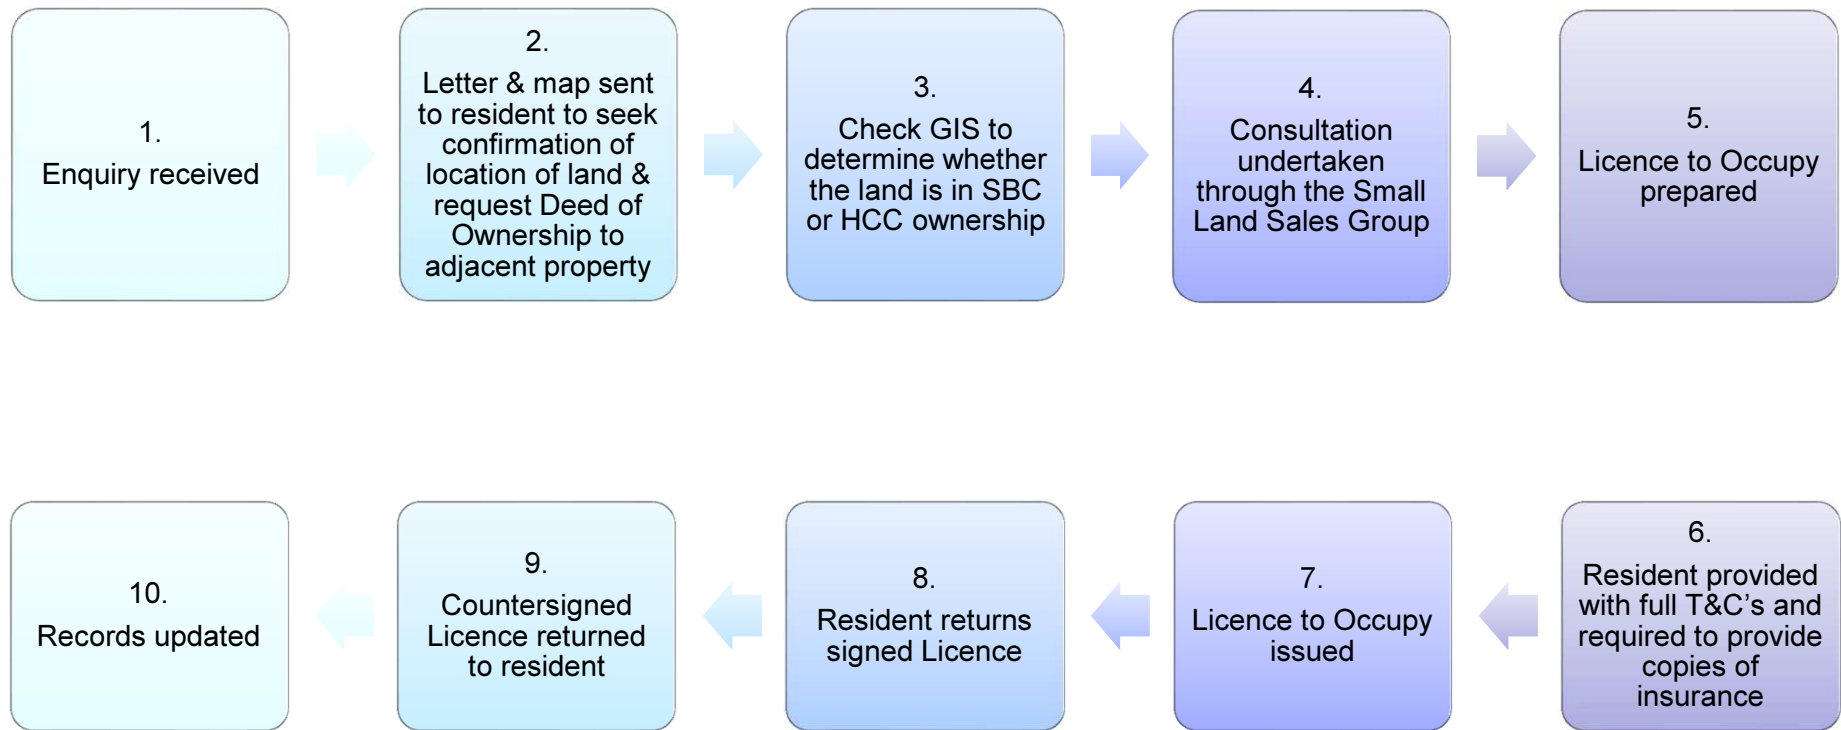 1.
Enquiry received
2.
Letter & map sent
to resident to seek
confirmation of
location of land &
request Deed of
Ownership to
adjacent property
3.
Check GIS to
determine whether
the land is in SBC
or HCC ownership
4.
Consultation
undertaken
through the Small
Land Sales Group
5.
Licence to Occupy
prepared
6.
Resident provided
with full T&C’s and
required to provide
copies of
insurance
7.
Licence to Occupy
issued
8.
Resident returns
signed Licence
9.
Countersigned
Licence returned
to resident
10.
Records updated